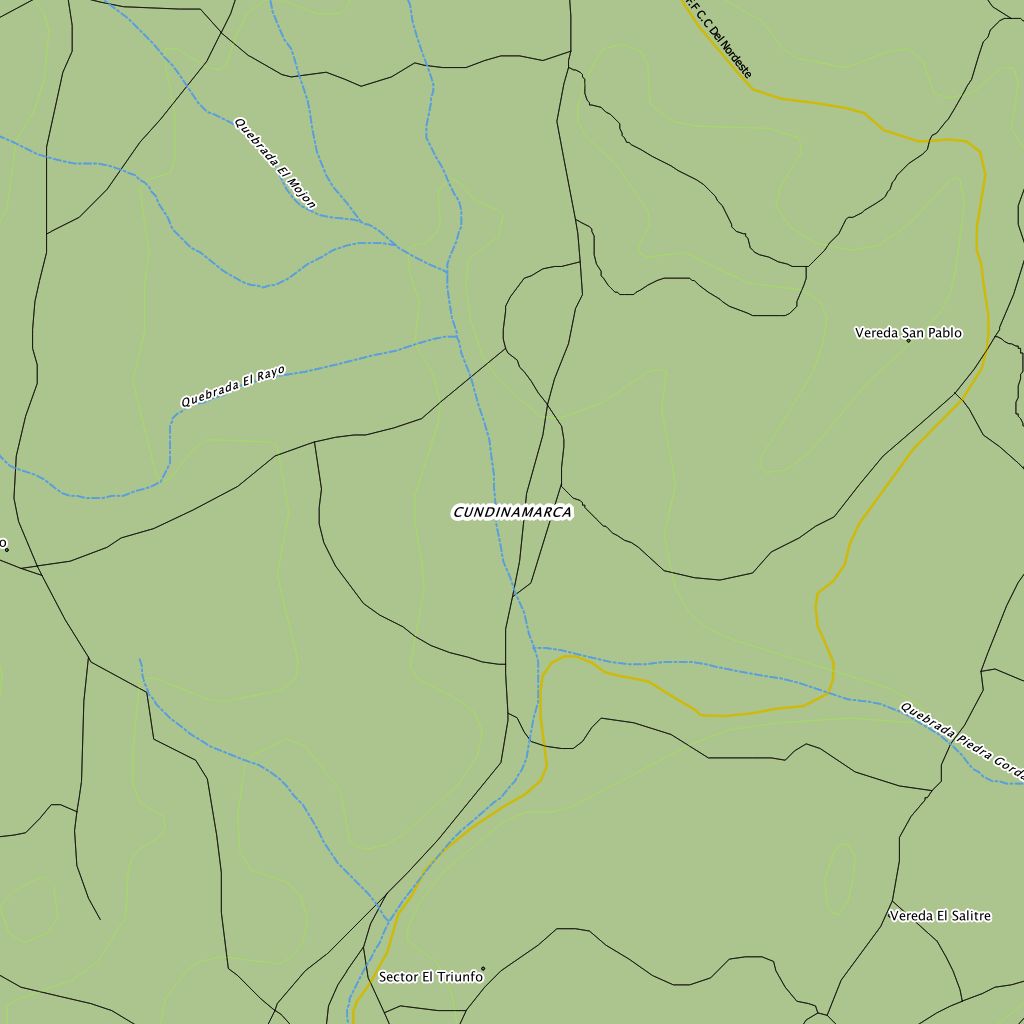 F.F C.C Del Nordeste
Quebrada El Mojon
Vereda San Pablo
Quebrada El Rayo
CUNDINAMARCA
o
Quebrada Piedra Gorda
Vereda El Salitre
Sector El Triunfo